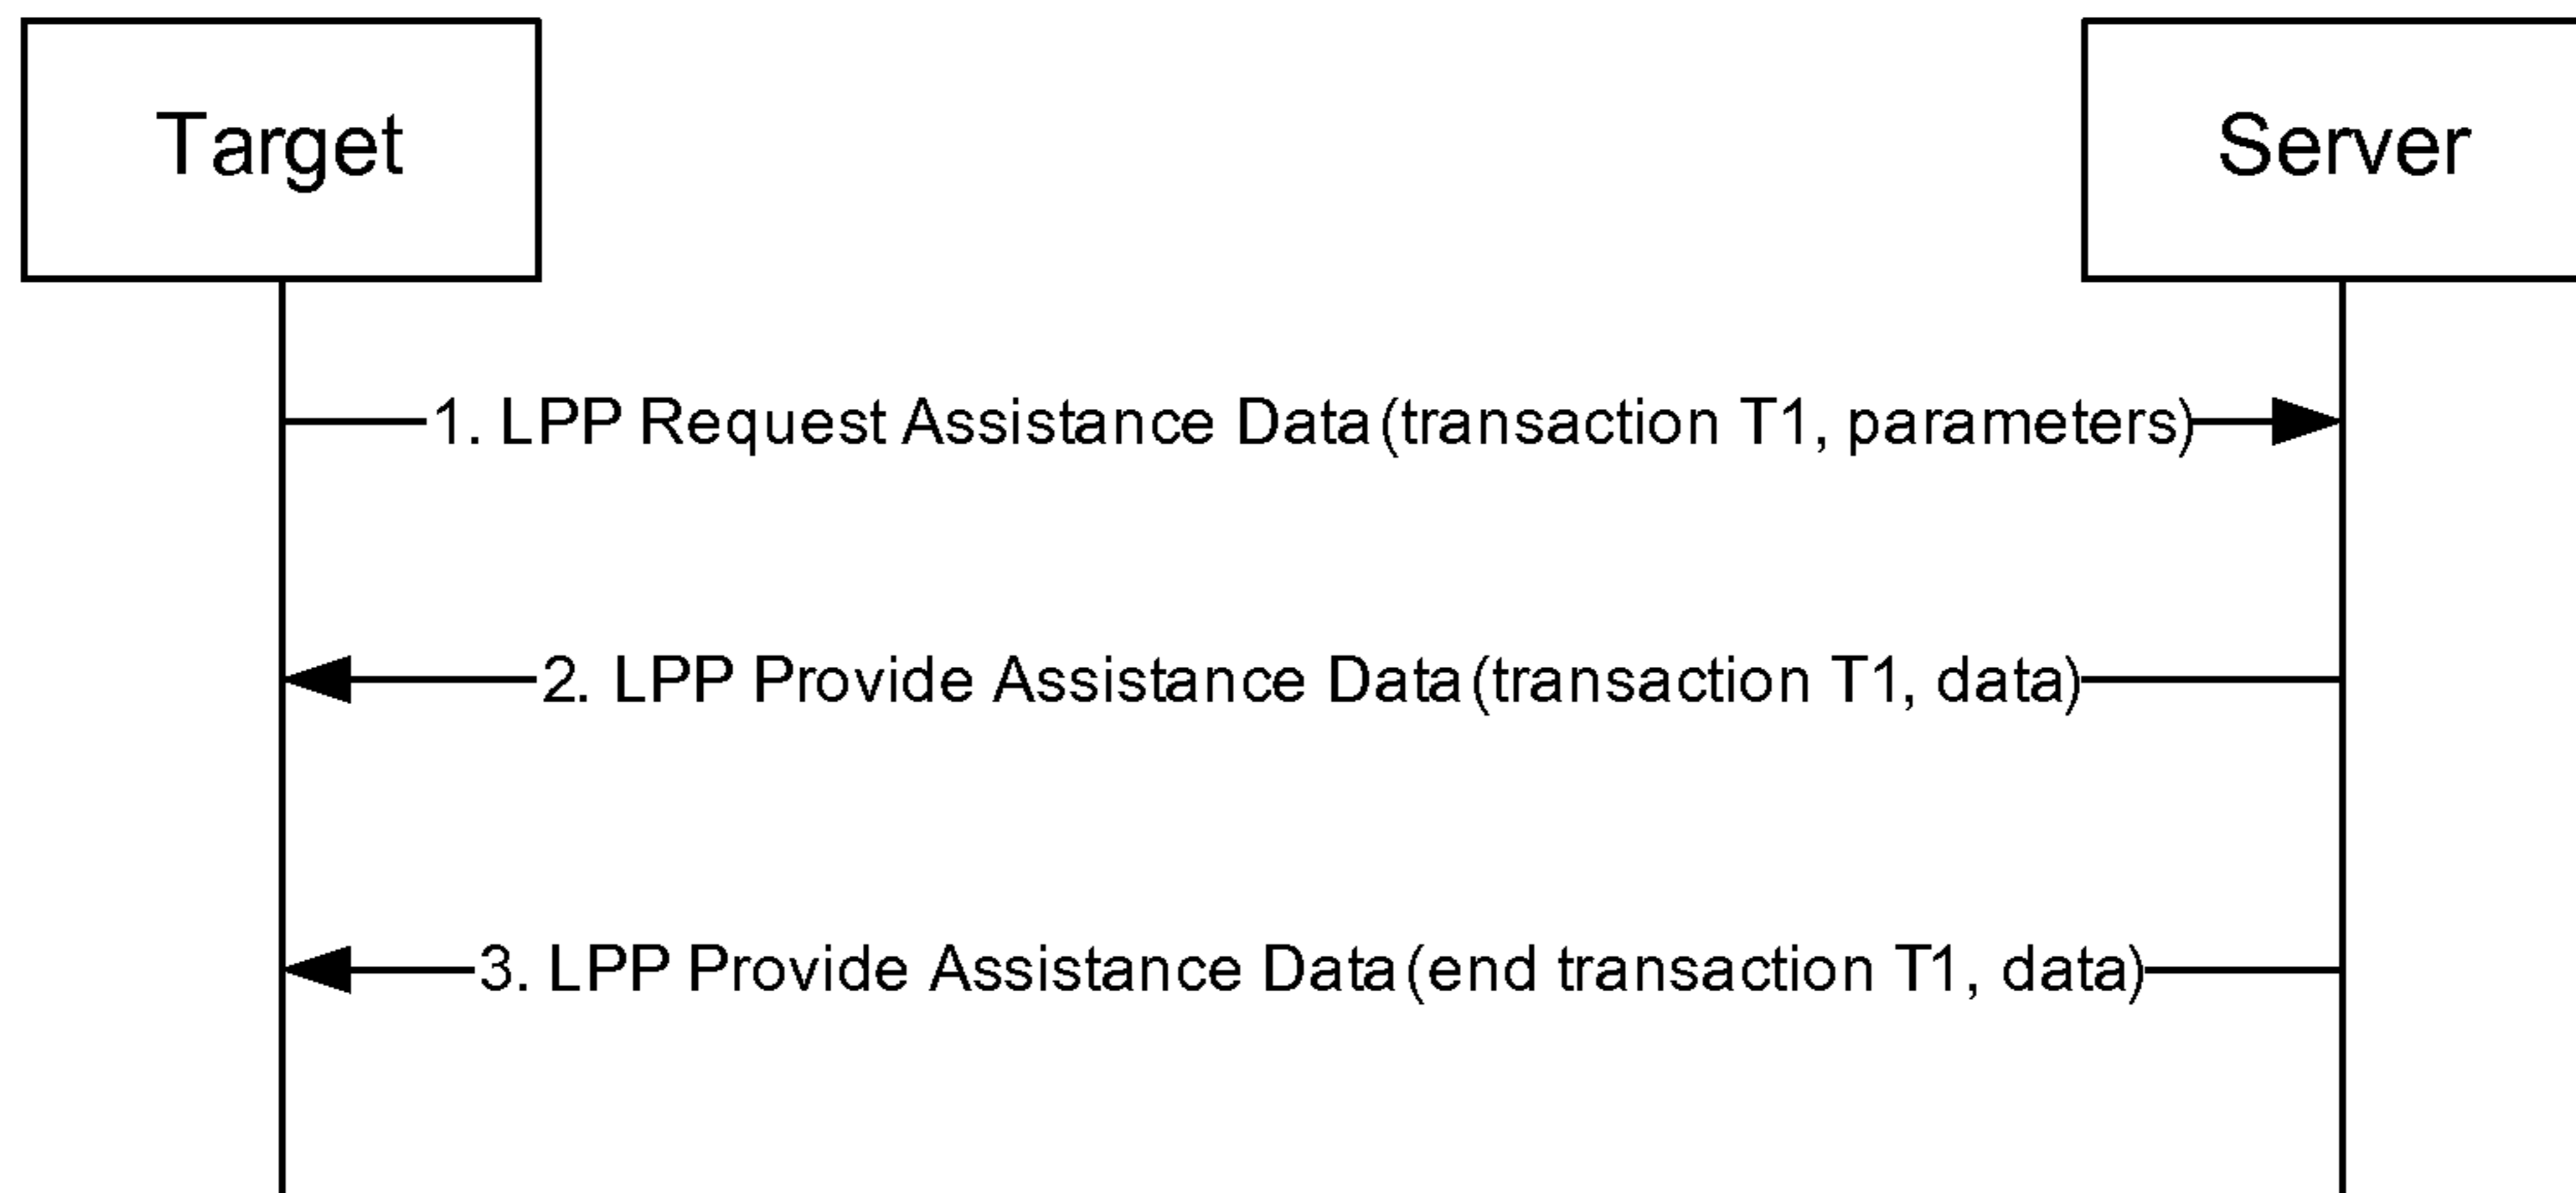 Target
Server
1. LPP Request Assistance Data(transaction T1, parameters)
2. LPP Provide Assistance Data(transaction T1, data)
3. LPP Provide Assistance Data(end transaction T1, data)